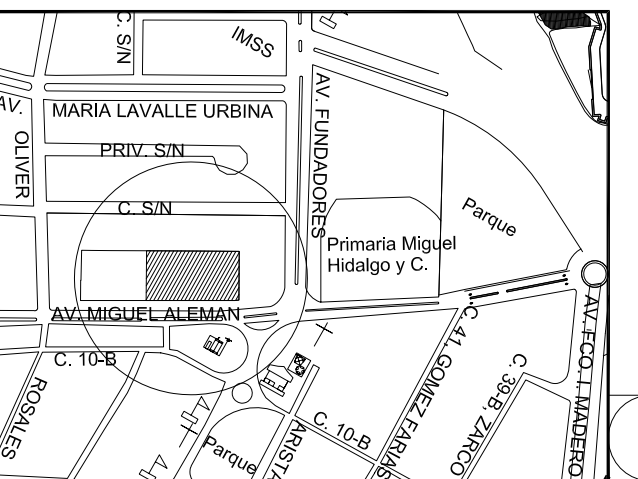 C. S/N
IMSS
AV.
OLIVER
MARIA LAVALLE URBINA
AV. FUNDADORES
PRIV. S/N
C. S/N
Parque
Primaria Miguel
Hidalgo y C.
AV. MIGUEL ALEMAN
C. 10-B
ROSALES
Parque
ARISTA
C. 10-B
C. 41, GOMEZ FARIAS
C. 39-B, ZARCO
AV. FCO. I. MADERO